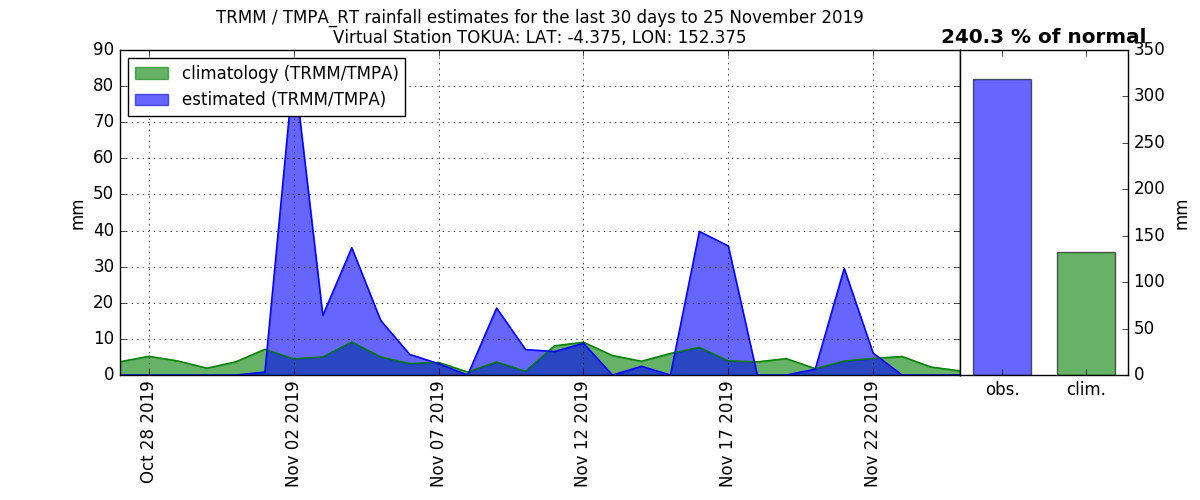 TRMM / TMPA_RT rainfall estimates for the last 30 days to 25 November 2019
Virtual Station TOKUA: LAT: -4.375, LON: 152.375
240.3 % of normal
climatology (TRMM/TMPA)
estimated (TRMM/TMPA)
90
80
70
60
50
40
30
20
10
0
mm
Oct 28 2019
Nov 02 2019
Nov 07 2019
Nov 12 2019
Nov 17 2019
Nov 22 2019
obs.
clim.
350
300
250
200
150
100
50
0
mm